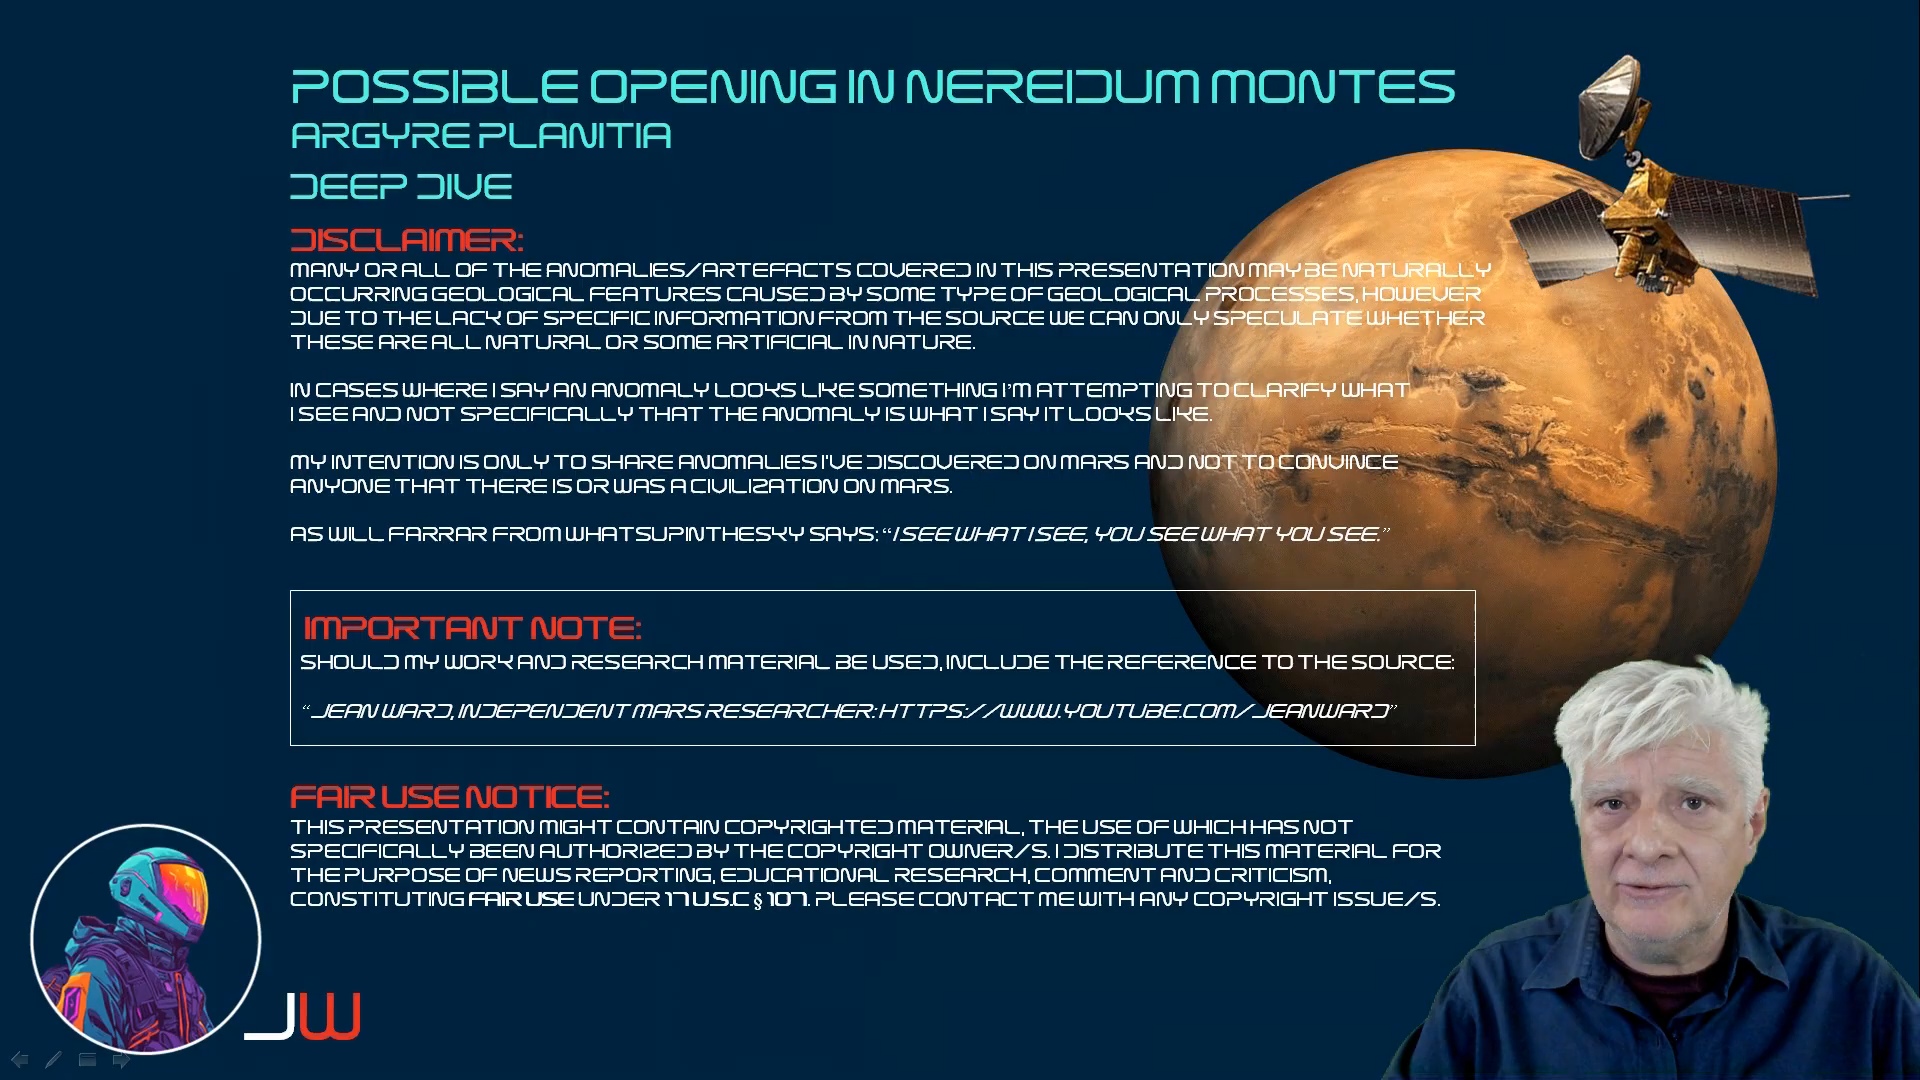 POSSIBLE OPENING IN NEREIDUM MONTES
ARGYRE PLANITIA
DEEP DIVE
DISCLAIMER:
MANY OR ALL OF THE ANOMALIES/ARTEFACTS COVERED IN THIS PRESENTATION MAY BE NATURALLY
OCCURRING GEOLOGICAL FEATURES CAUSED BY SOME TYPE OF GEOLOGICAL PROCESSES, HOWEVER
DUE TO THE LACK OF SPECIFIC INFORMATION FROM THE SOURCE WE CAN ONLY SPECULATE WHETHER
THESE ARE ALL NATURAL OR SOME ARTIFICIAL IN NATURE.
IN CASES WHERE I SAY AN ANOMALY LOOKS LIKE SOMETHING I'M ATTEMPTING TO CLARIFY WHAT
I SEE AND NOT SPECIFICALLY THAT THE ANOMALY IS WHAT I SAY IT LOOKS LIKE.
MY INTENTION IS ONLY TO SHARE ANOMALIES I'VE DISCOVERED ON MARS AND NOT TO CONVINCE
ANYONE THAT THERE IS OR WAS A CIVILIZATION ON MARS.
AS WILL FARRAR FROM WHATSUPINTHESKY SAYS: “I SEE WHAT I SEE, YOU SEE WHAT YOU SEE.”
IMPORTANT NOTE:
SHOULD MY WORK AND RESEARCH MATERIAL BE USED, INCLUDE THE REFERENCE TO THE SOURCE:
“JEAN WARD, INDEPENDENT MARS RESEARCHER: HTTPS://WWW.YOUTUBE.COM/JEANWARD”
FAIR USE NOTICE:
THIS PRESENTATION MIGHT CONTAIN COPYRIGHTED MATERIAL, THE USE OF WHICH HAS NOT
SPECIFICALLY BEEN AUTHORIZED BY THE COPYRIGHT OWNER/S. I DISTRIBUTE THIS MATERIAL FOR
THE PURPOSE OF NEWS REPORTING, EDUCATIONAL RESEARCH, COMMENT AND CRITICISM,
CONSTITUTING FAIR USE UNDER 17 U.S.C § 107. PLEASE CONTACT ME WITH ANY COPYRIGHT ISSUE/S.
JW